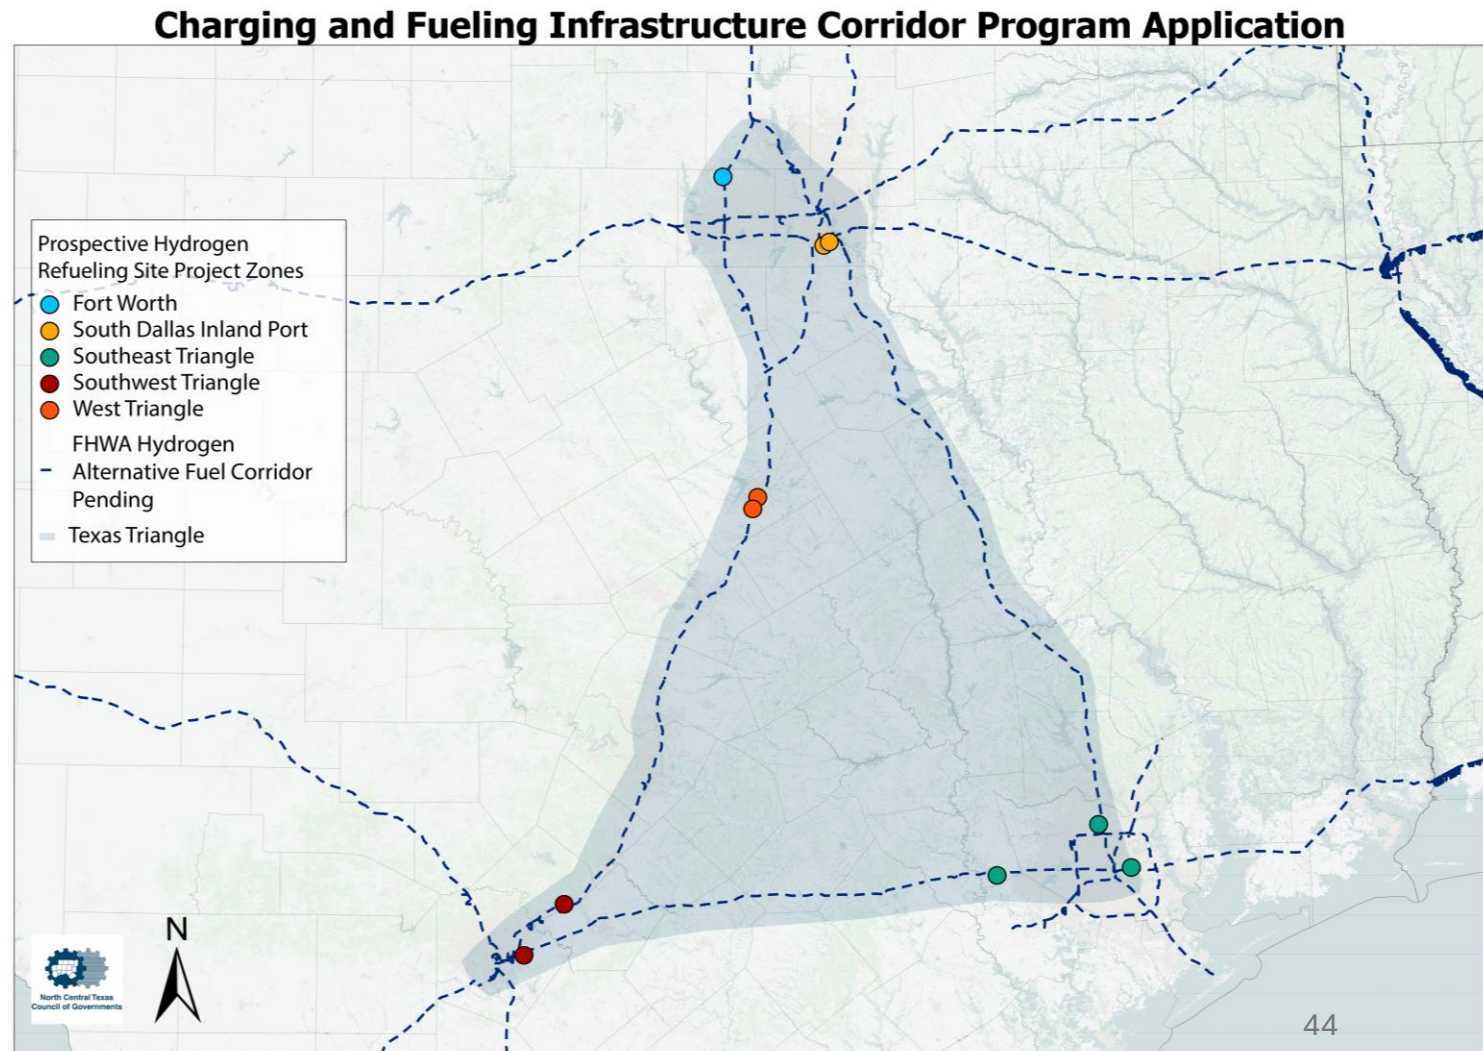 Charging and Fueling Infrastructure Corridor Program Application
Prospective Hydrogen
Refueling Site Project Zones
Fort Worth
South Dallas Inland Port
Southeast Triangle
Southwest Triangle
West Triangle
FHWA Hydrogen
Alternative Fuel Corridor
Pending
Texas Triangle
N
North Central Texas
Council of Governments
44